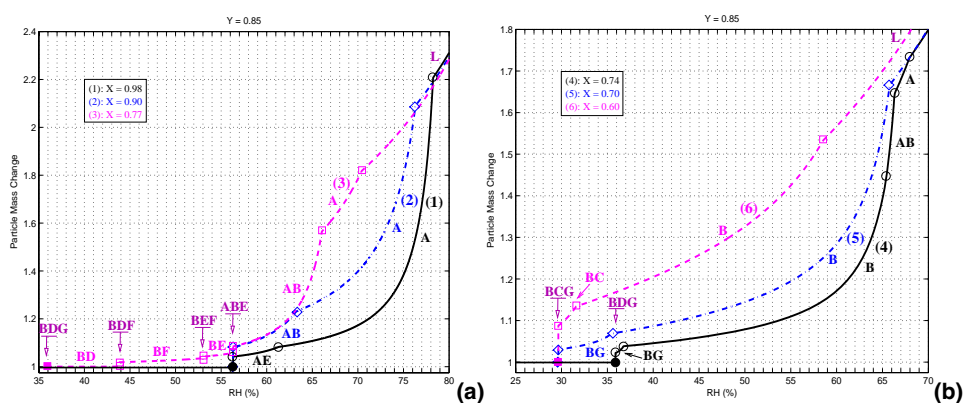 Y = 0.85
2.4
2.2
2
1.8
1.6
1.4
1.2
1
Particle Mass Change
(1): X = 0.98
(2): X = 0.90
(3): X = 0.77
L
(3)
A
(2)
A
(1)
A
AB
AB
AE
ABE
BEF
BE
BDF
BF
BDG
BD
35 40 45 50 55 60 65 70 75 80
RH (%)
(a)
Y = 0.85
1.8
1.7
1.6
1.5
1.4
1.3
1.2
1.1
1
Particle Mass Change
(4): X = 0.74
(5): X = 0.70
(6): X = 0.60
L
A
AB
(6)
B
(5)
B
(4)
B
BC
BCG
BDG
BG
BG
25 30 35 40 45 50 55 60 65 70
RH (%)
(b)